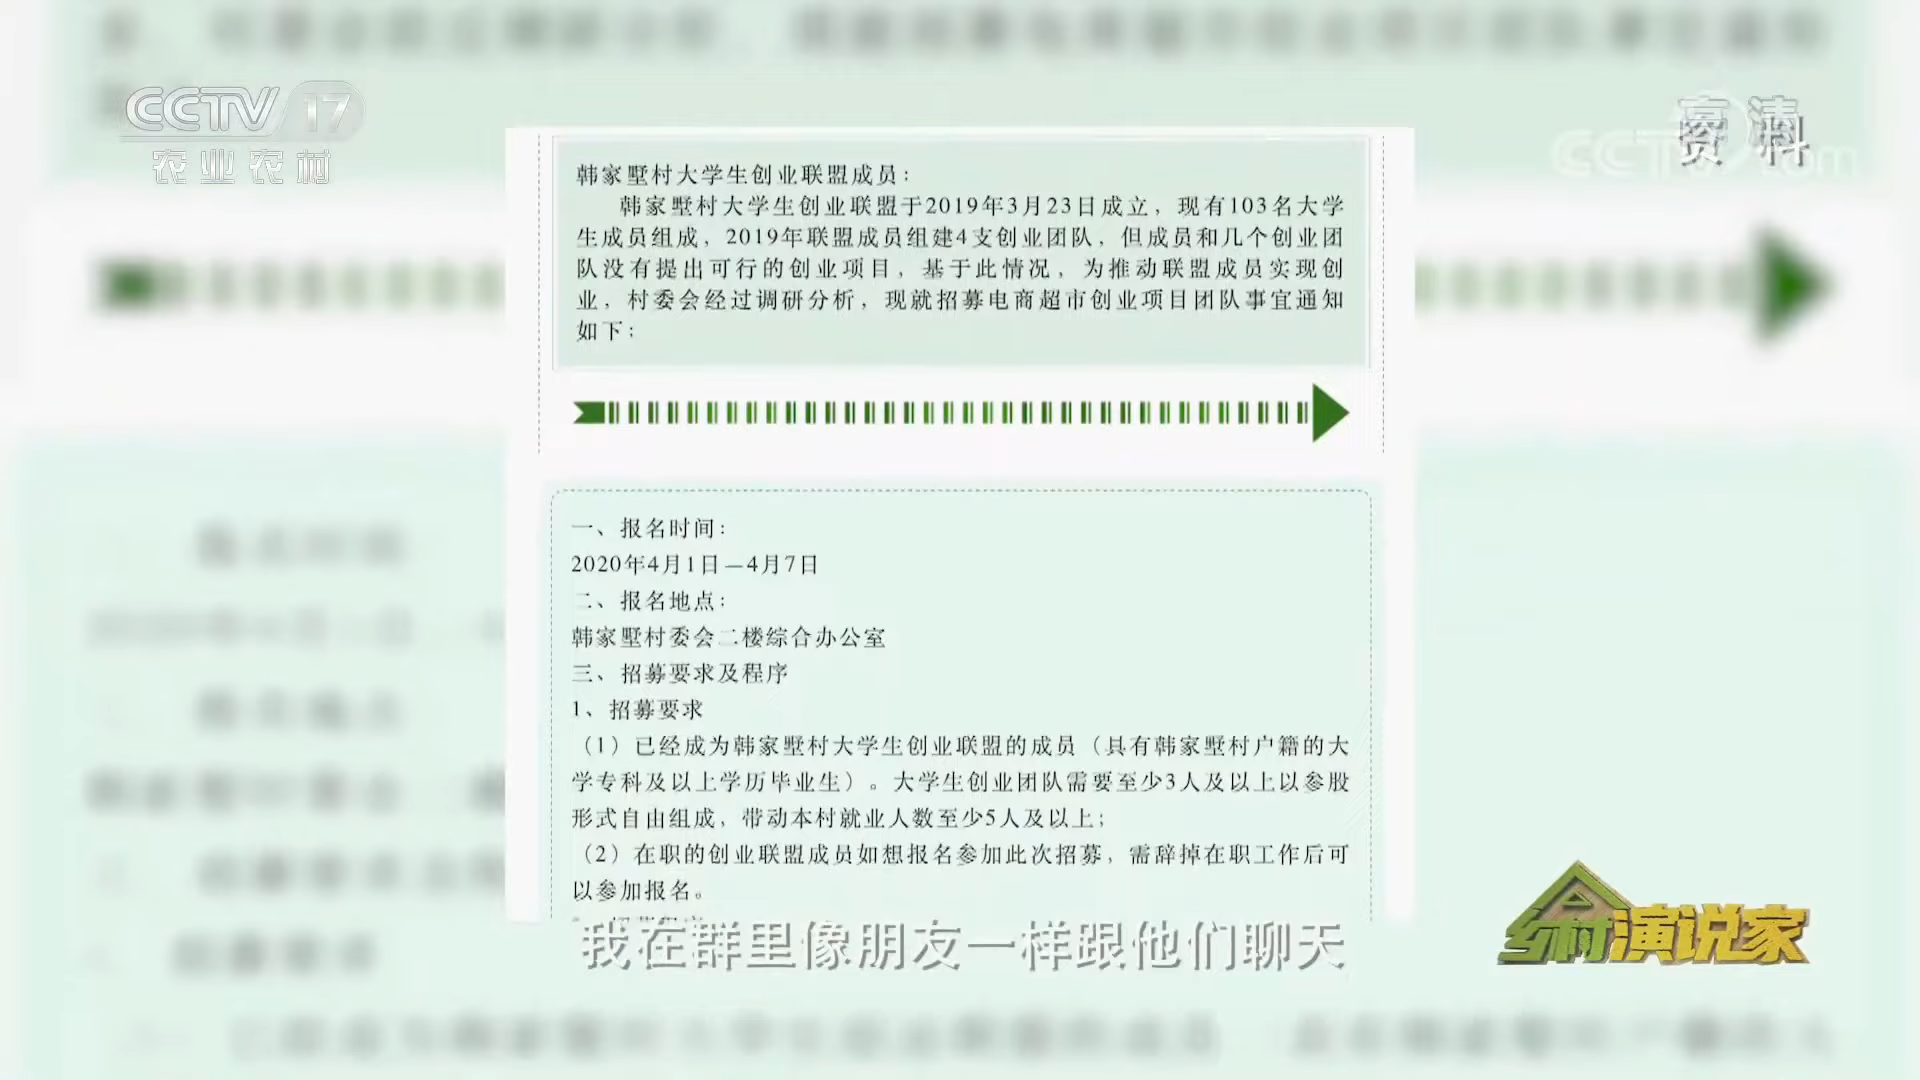 CCTV 17
农业农村
高清
资料
CCTV.com
韩家墅村大学生创业联盟成员：
韩家墅村大学生创业联盟于2019年3月23日成立，现有103名大学
生成员组成，2019年联盟成员组建4支创业团队，但成员和几个创业团
队没有提出可行的创业项目，基于此情况，为推动联盟成员实现创
业，村委会经过调研分析，现就招募电商超市创业项目团队事宜通知
如下：
一、报名时间：
2020年4月1日—4月7日
二、报名地点：
韩家墅村委会二楼综合办公室
三、招募要求及程序
1、招募要求
（1）已经成为韩家墅村大学生创业联盟的成员（具有韩家墅村户籍的大
学专科及以上学历毕业生）。大学生创业团队需要至少3人及以上以参股
形式自由组成，带动本村就业人数至少5人及以上；
（2）在职的创业联盟成员如想报名参加此次招募，需辞掉在职工作后可
以参加报名。
我在群里像朋友一样跟他们聊天
乡村演说家